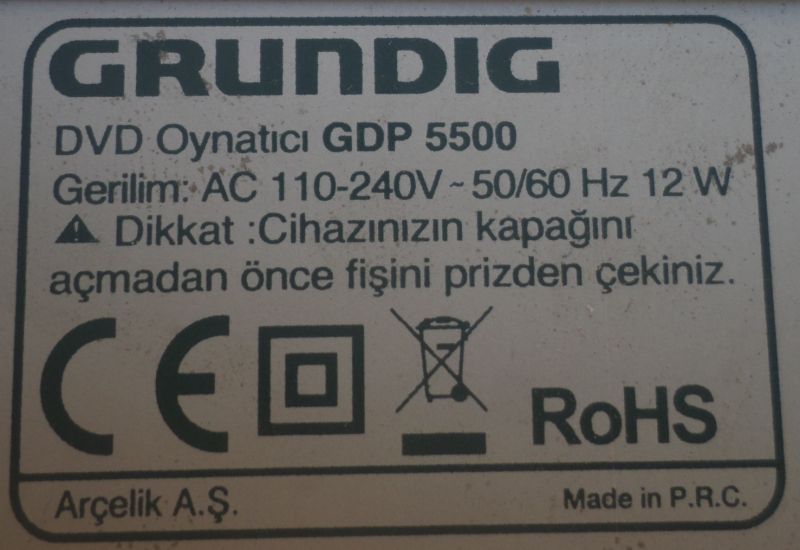 GRUNDIG
DVD Oynatıcı GDP 5500
Gerilim: AC 110-240V ~ 50/60 Hz 12 W
Dikkat :Cihazınızın kapağını
açmadan önce fişini prizden çekiniz.
CE RoHS
Arçelik A.Ş. Made in P.R.C.